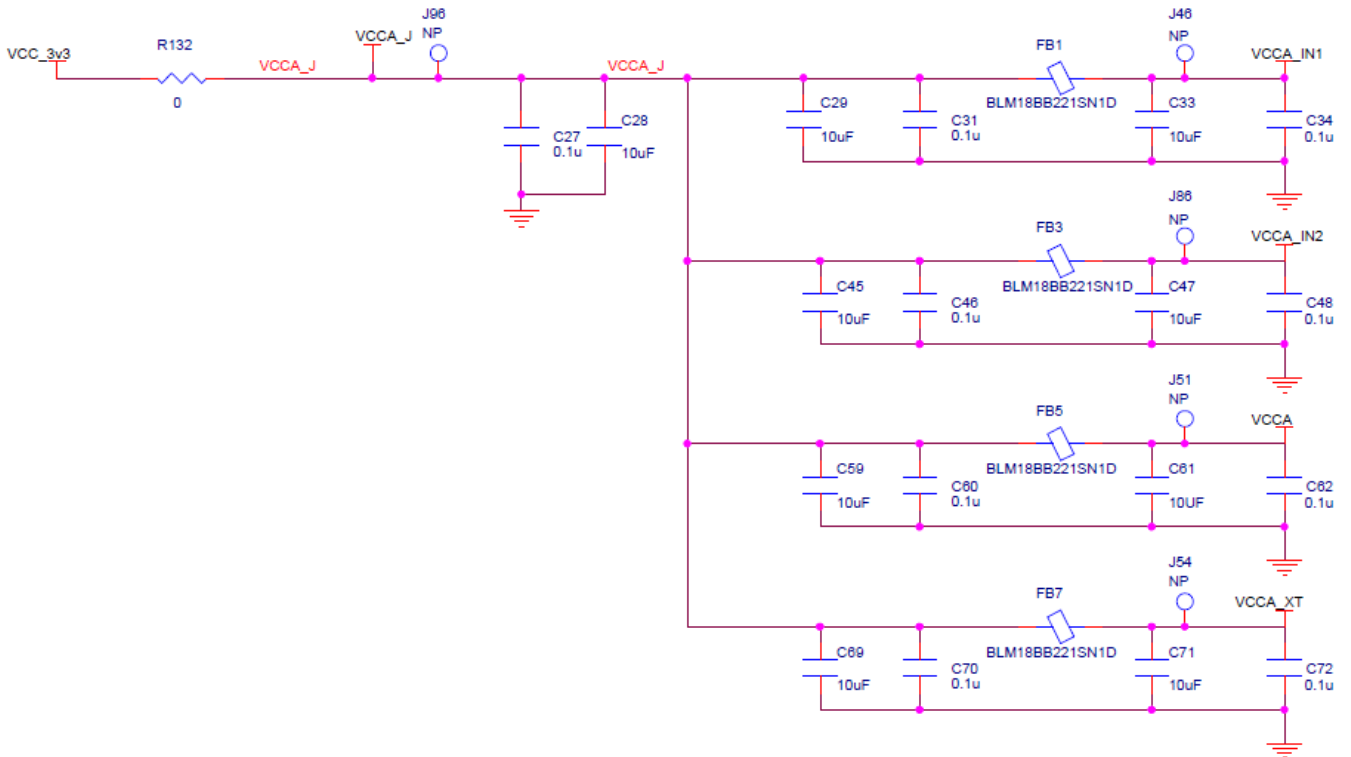 VCC_3v3
R132
0
VCCA_J
VCCA_J
J96
NP
VCCA_J
C27
0.1u
C28
10uF
C29
10uF
C31
0.1u
FB1
BLM18BB221SN1D
J46
NP
C33
10uF
VCCA_IN1
C34
0.1u
C45
10uF
C46
0.1u
FB3
BLM18BB221SN1D
J86
NP
C47
10uF
VCCA_IN2
C48
0.1u
C59
10uF
C60
0.1u
FB5
BLM18BB221SN1D
J51
NP
C61
10UF
VCCA
C62
0.1u
C69
10uF
C70
0.1u
FB7
BLM18BB221SN1D
J54
NP
C71
10uF
VCCA_XT
C72
0.1u